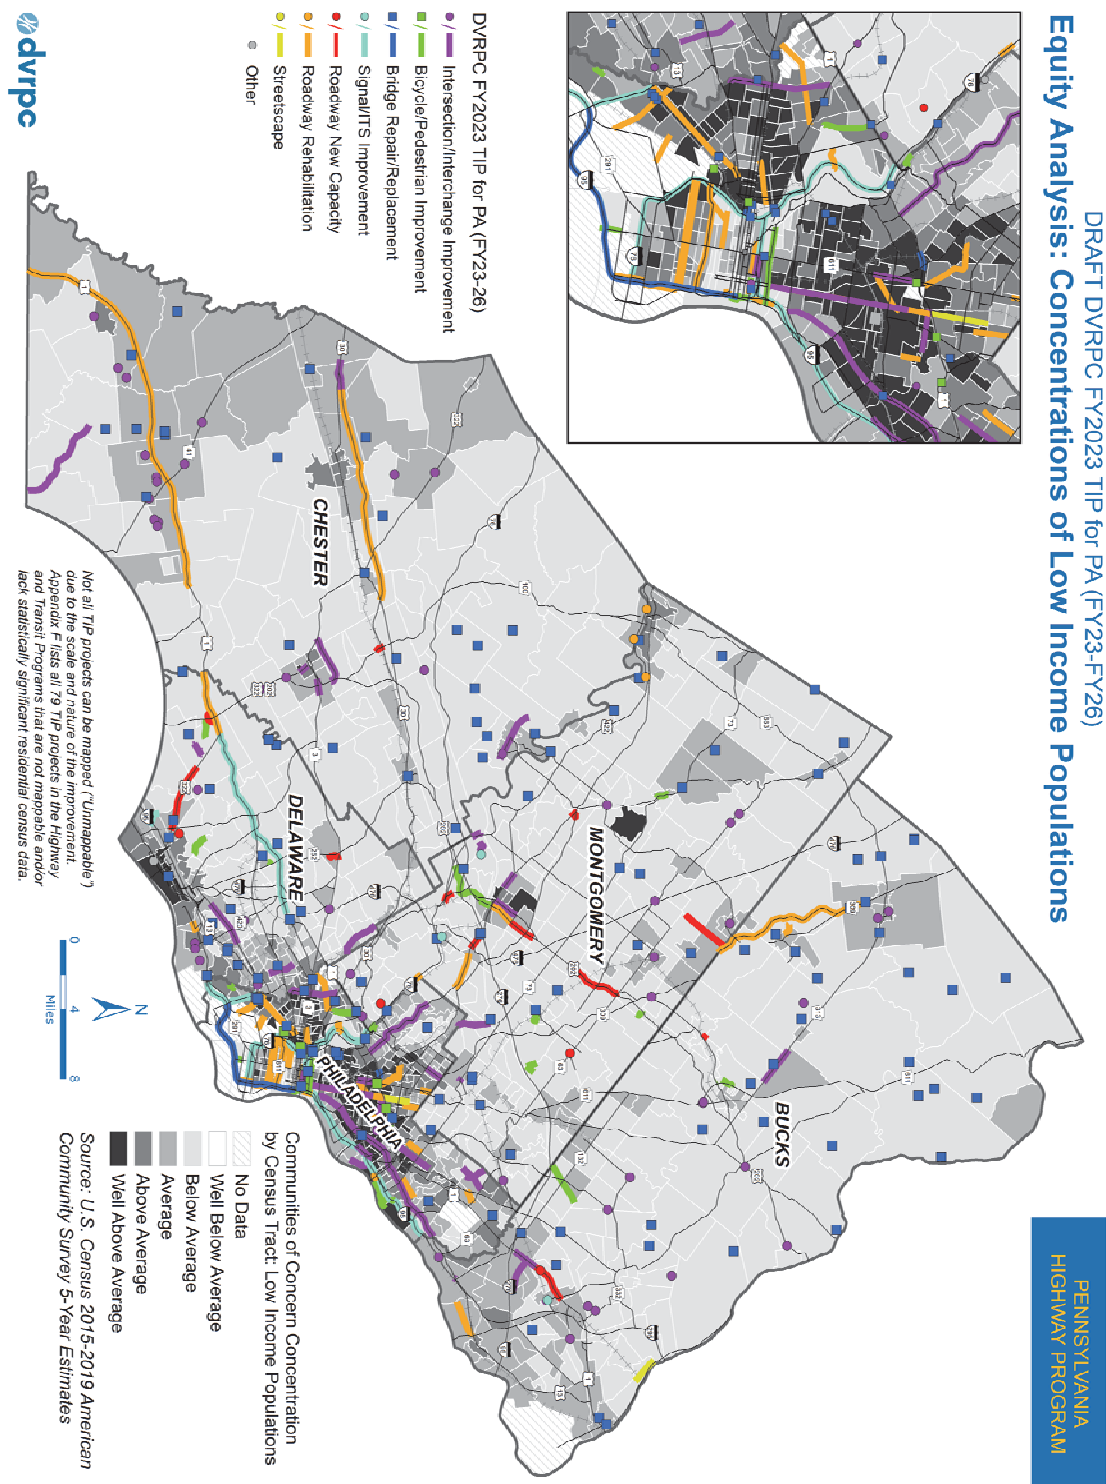 DRAFT DVRPC FY2023 TIP for PA (FY23-FY26)
Equity Analysis: Concentrations of Low Income Populations
PENNSYLVANIA
HIGHWAY PROGRAM
DVRPC FY2023 TIP for PA (FY23-26)
Intersection/Interchange Improvement
Bicycle/Pedestrian Improvement
Bridge Repair/Replacement
Signal/ITS Improvement
Roadway New Capacity
Roadway Rehabilitation
Streetscape
Other
dvrpc
CHESTER
DELAWARE
MONTGOMERY
PHILADELPHIA
BUCKS
Not all TIP projects can be mapped ("Unmappable")
due to the scale and nature of the improvement.
Appendix F lists all 79 TIP projects in the Highway
and Transit Programs that are not mappable and/or
lack statistically significant residential census data.
N
0 4 8
Miles
Communities of Concern Concentration
by Census Tract: Low Income Populations
No Data
Well Below Average
Below Average
Average
Above Average
Well Above Average
Source: U.S. Census 2015-2019 American
Community Survey 5-Year Estimates